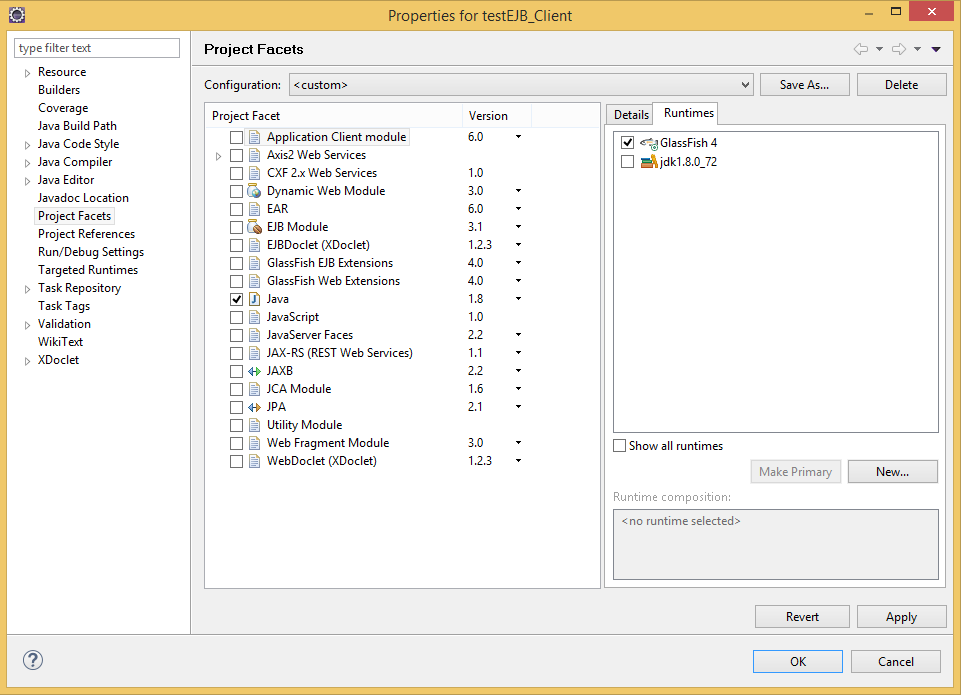 Properties for testEJB_Client
type filter text
Resource
Builders
Coverage
Java Build Path
Java Code Style
Java Compiler
Java Editor
Javadoc Location
Project Facets
Project References
Run/Debug Settings
Targeted Runtimes
Task Repository
Task Tags
Validation
WikiText
XDoclet
Project Facets
Configuration: <custom> Save As... Delete
Project Facet Version
Application Client module 6.0
Axis2 Web Services
CXF 2.x Web Services 1.0
Dynamic Web Module 3.0
EAR 6.0
EJB Module 3.1
EJBDoclet (XDoclet) 1.2.3
GlassFish EJB Extensions 4.0
GlassFish Web Extensions 4.0
Java 1.8
JavaScript 1.0
JavaServer Faces 2.2
JAX-RS (REST Web Services) 1.1
JAXB 2.2
JCA Module 1.6
JPA 2.1
Utility Module
Web Fragment Module 3.0
WebDoclet (XDoclet) 1.2.3
Details Runtimes
GlassFish 4
jdk1.8.0_72
Show all runtimes
Make Primary New...
Runtime composition:
<no runtime selected>
Revert Apply
OK Cancel